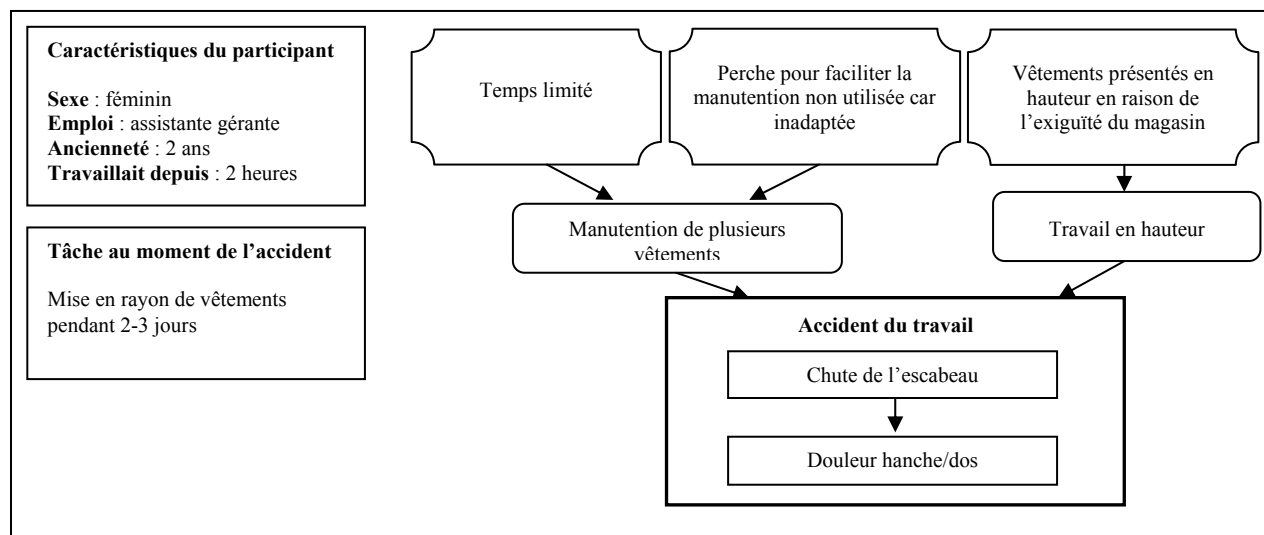 Caractéristiques du participant
Sexe : féminin
Emploi : assistante gérante
Ancienneté : 2 ans
Travaillait depuis : 2 heures
Tâche au moment de l’accident
Mise en rayon de vêtements
pendant 2-3 jours
Temps limité
Perche pour faciliter la
manutention non utilisée car
inadaptée
Vêtements présentés en
hauteur en raison de
l’exiguïté du magasin
Manutention de plusieurs
vêtements
Travail en hauteur
Accident du travail
Chute de l’escabeau
Douleur hanche/dos